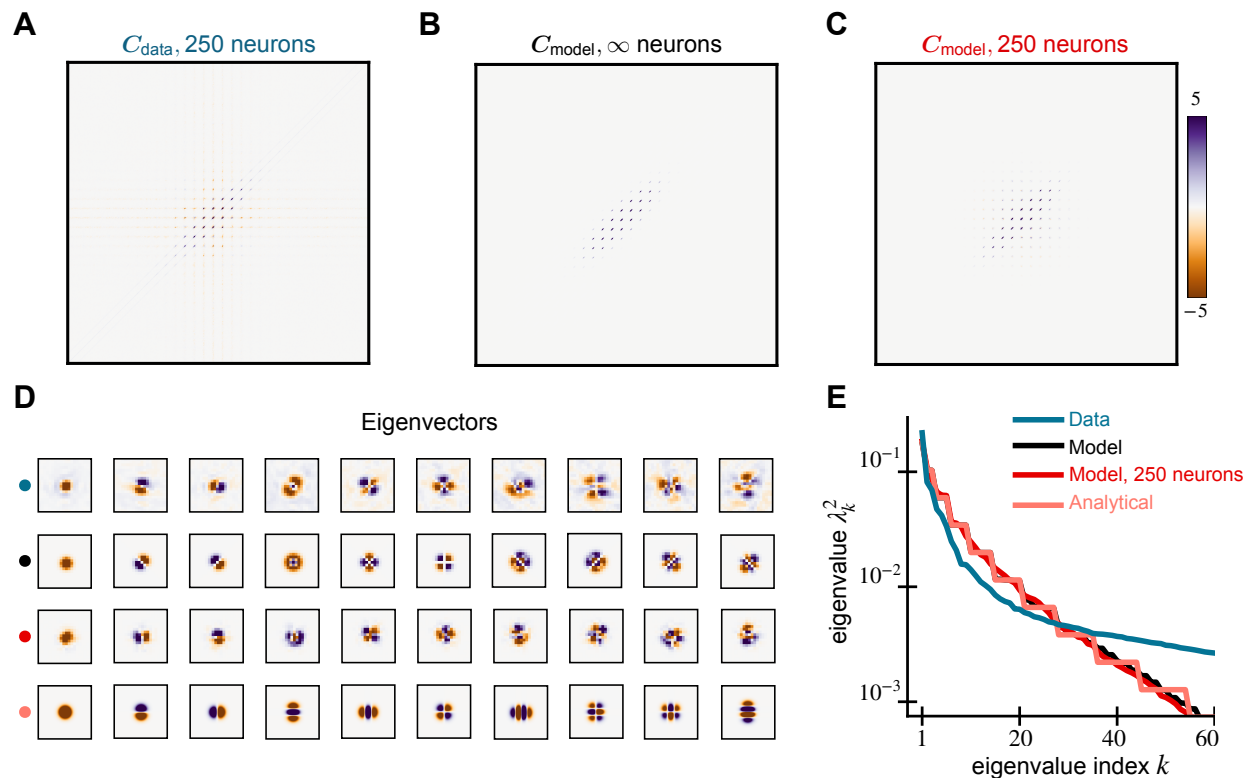 A
C_data, 250 neurons
B
C_model, ∞ neurons
C
C_model, 250 neurons
5
−5
D
Eigenvectors
E
Data
Model
Model, 250 neurons
Analytical
eigenvalue λ_k^2
10^−1
10^−2
10^−3
1
20
40
60
eigenvalue index k